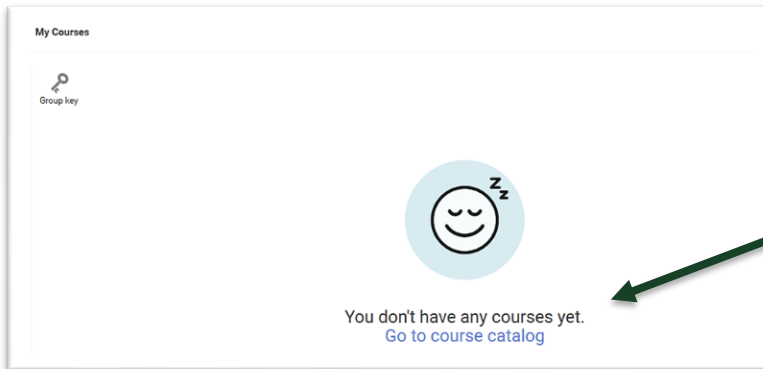 My Courses
Group key
z
z
You don't have any courses yet.
Go to course catalog